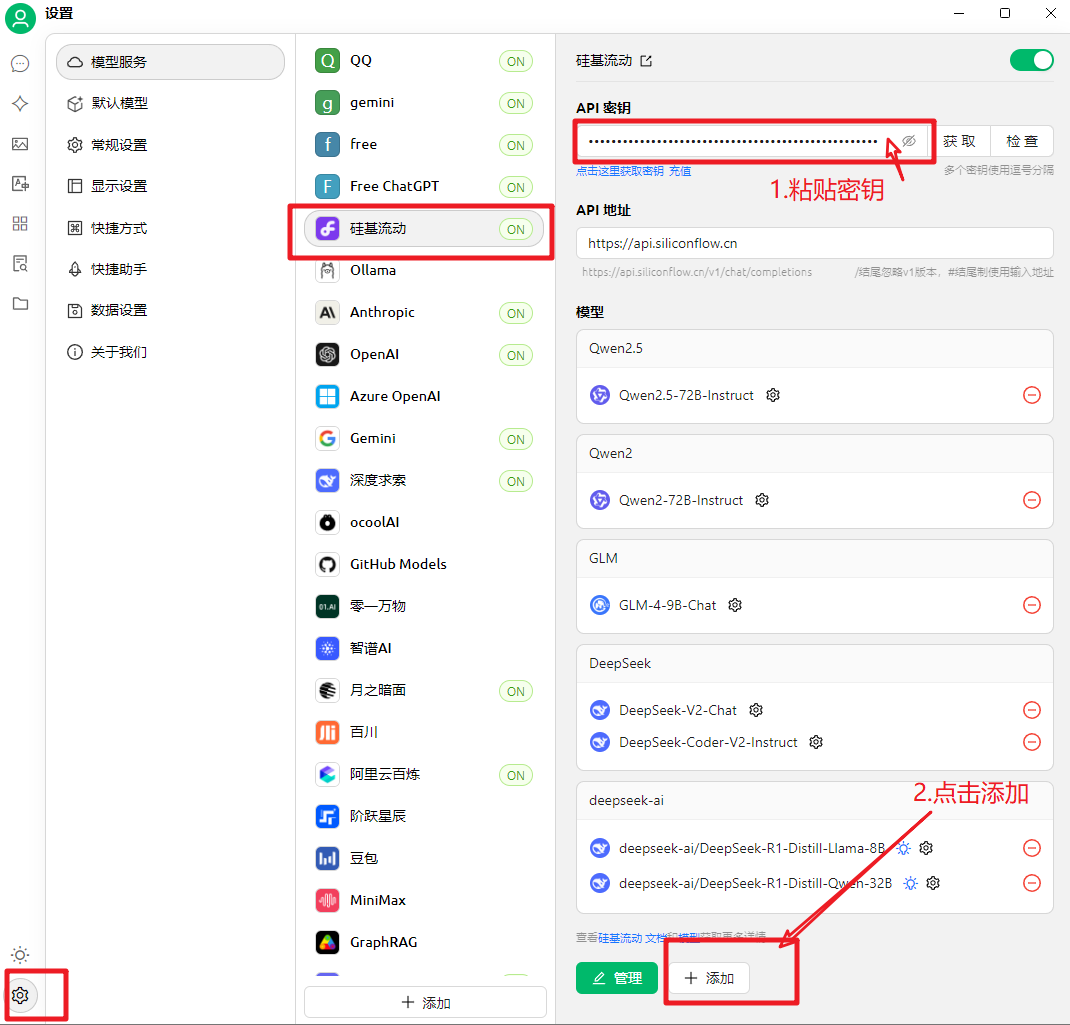 设置
模型服务
默认模型
常规设置
显示设置
快捷方式
快捷助手
数据设置
关于我们
Q QQ ON
g gemini ON
f free ON
F Free ChatGPT ON
硅基流动 ON
Ollama
Anthropic ON
OpenAI ON
Azure OpenAI
Gemini ON
深度求索 ON
ocoolAI
GitHub Models
01.AI 零一万物
智谱AI
月之暗面 ON
百川
阿里云百炼 ON
阶跃星辰
豆包
MiniMax
GraphRAG
添加
硅基流动
API 密钥
获 取 检 查
点击这里获取密钥 充值 多个密钥使用逗号分隔
1.粘贴密钥
API 地址
https://api.siliconflow.cn
https://api.siliconflow.cn/v1/chat/completions /结尾忽略v1版本，#结尾制使用输入地址
模型
Qwen2.5
Qwen2.5-72B-Instruct
Qwen2
Qwen2-72B-Instruct
GLM
GLM-4-9B-Chat
DeepSeek
DeepSeek-V2-Chat
DeepSeek-Coder-V2-Instruct
2.点击添加
deepseek-ai
deepseek-ai/DeepSeek-R1-Distill-Llama-8B
deepseek-ai/DeepSeek-R1-Distill-Qwen-32B
查看硅基流动 文档和模型获取更多详情
管理 添加